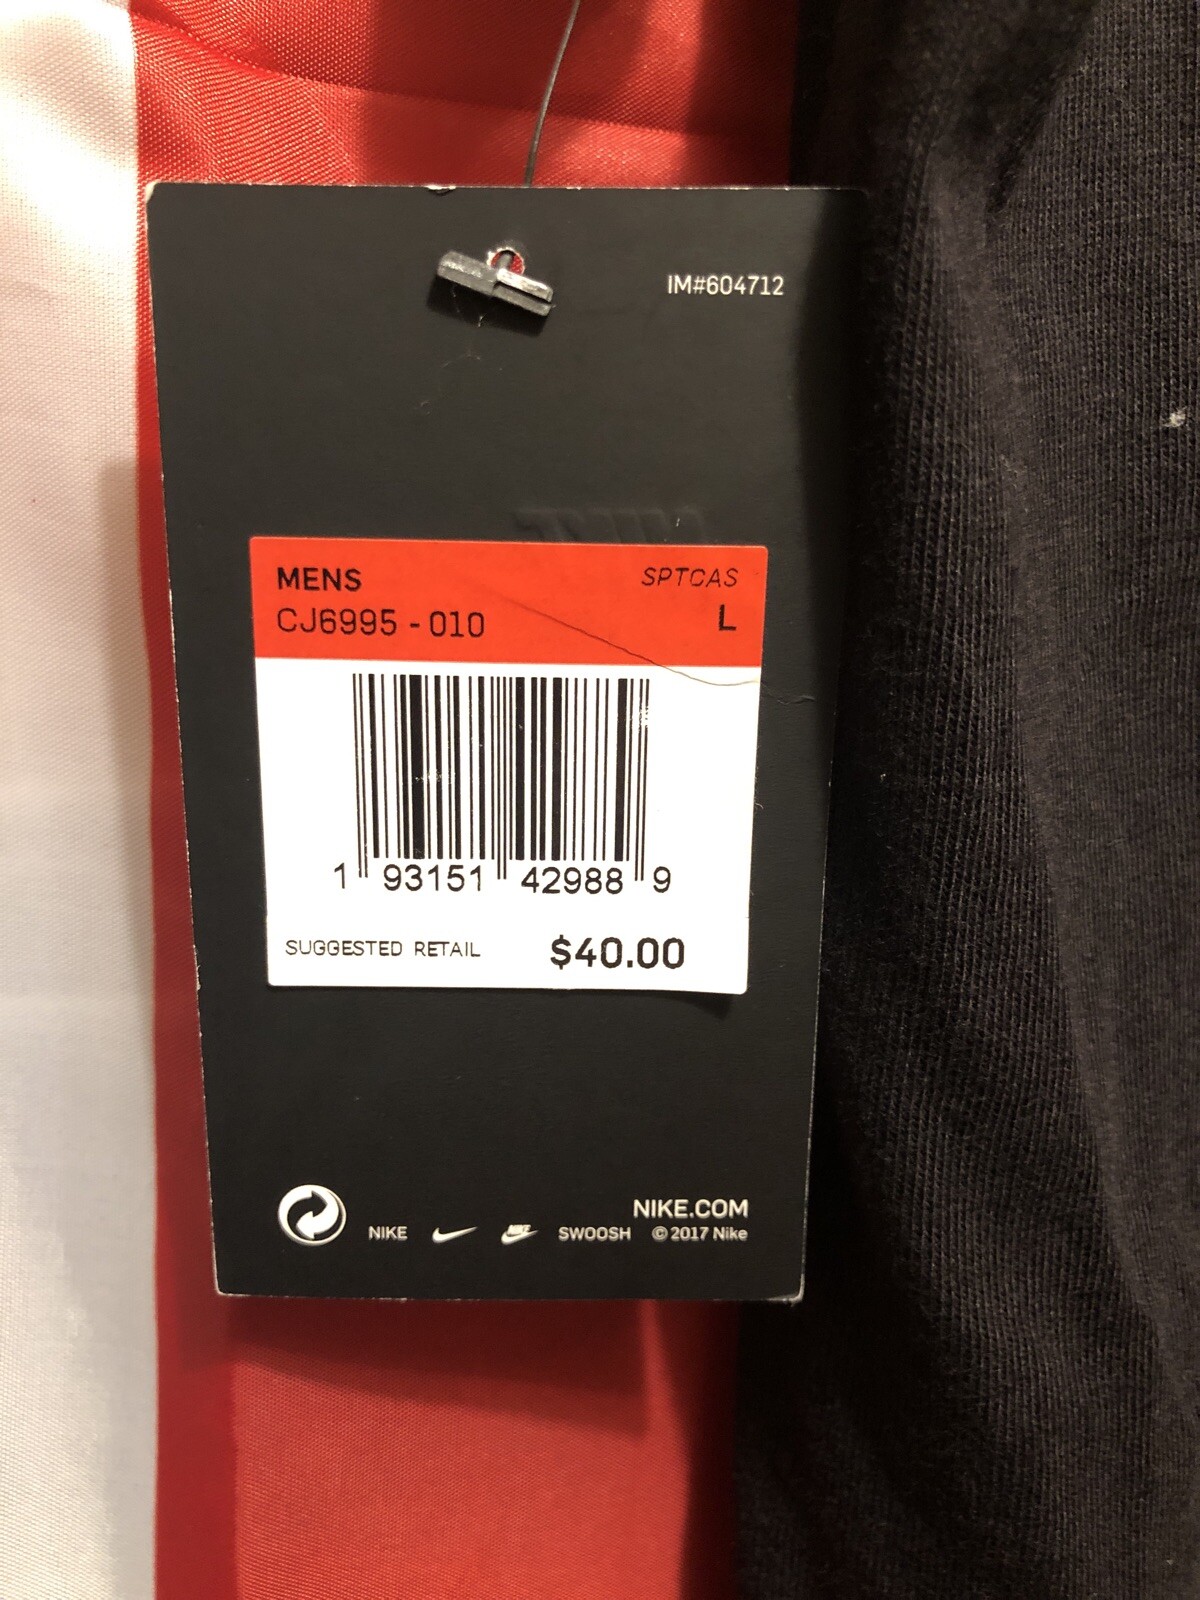 IM#604712
MENS SPTCAS
CJ6995 - 010 L
1 93151 42988 9
SUGGESTED RETAIL $40.00
NIKE.COM
NIKE NIKE SWOOSH © 2017 Nike